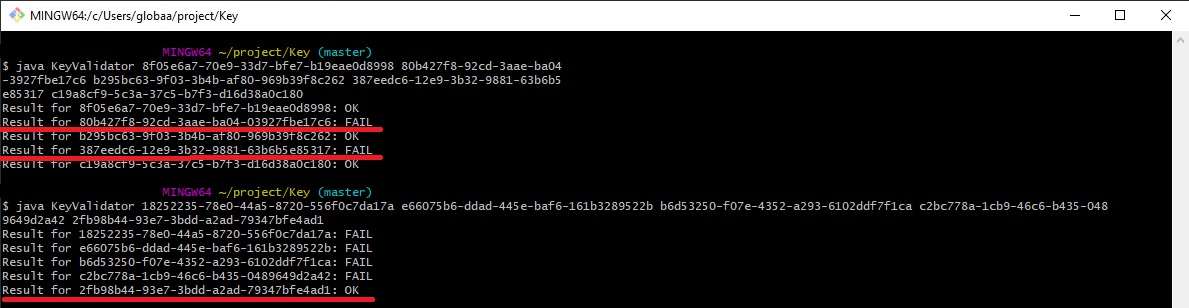 MINGW64:/c/Users/globaa/project/Key
MINGW64 ~/project/Key (master)
$ java KeyValidator 8f05e6a7-70e9-33d7-bfe7-b19eae0d8998 80b427f8-92cd-3aae-ba04
-3927fbe17c6 b295bc63-9f03-3b4b-af80-969b39f8c262 387eedc6-12e9-3b32-9881-63b6b5
e85317 c19a8cf9-5c3a-37c5-b7f3-d16d38a0c180
Result for 8f05e6a7-70e9-33d7-bfe7-b19eae0d8998: OK
Result for 80b427f8-92cd-3aae-ba04-03927fbe17c6: FAIL
Result for b295bc63-9f03-3b4b-af80-969b39f8c262: OK
Result for 387eedc6-12e9-3b32-9881-63b6b5e85317: FAIL
Result for c19a8cf9-5c3a-37c5-b7f3-d16d38a0c180: OK
MINGW64 ~/project/Key (master)
$ java KeyValidator 18252235-78e0-44a5-8720-556f0c7da17a e66075b6-ddad-445e-baf6-161b3289522b b6d53250-f07e-4352-a293-6102ddf7f1ca c2bc778a-1cb9-46c6-b435-048
9649d2a42 2fb98b44-93e7-3bdd-a2ad-79347bfe4ad1
Result for 18252235-78e0-44a5-8720-556f0c7da17a: FAIL
Result for e66075b6-ddad-445e-baf6-161b3289522b: FAIL
Result for b6d53250-f07e-4352-a293-6102ddf7f1ca: FAIL
Result for c2bc778a-1cb9-46c6-b435-0489649d2a42: FAIL
Result for 2fb98b44-93e7-3bdd-a2ad-79347bfe4ad1: OK